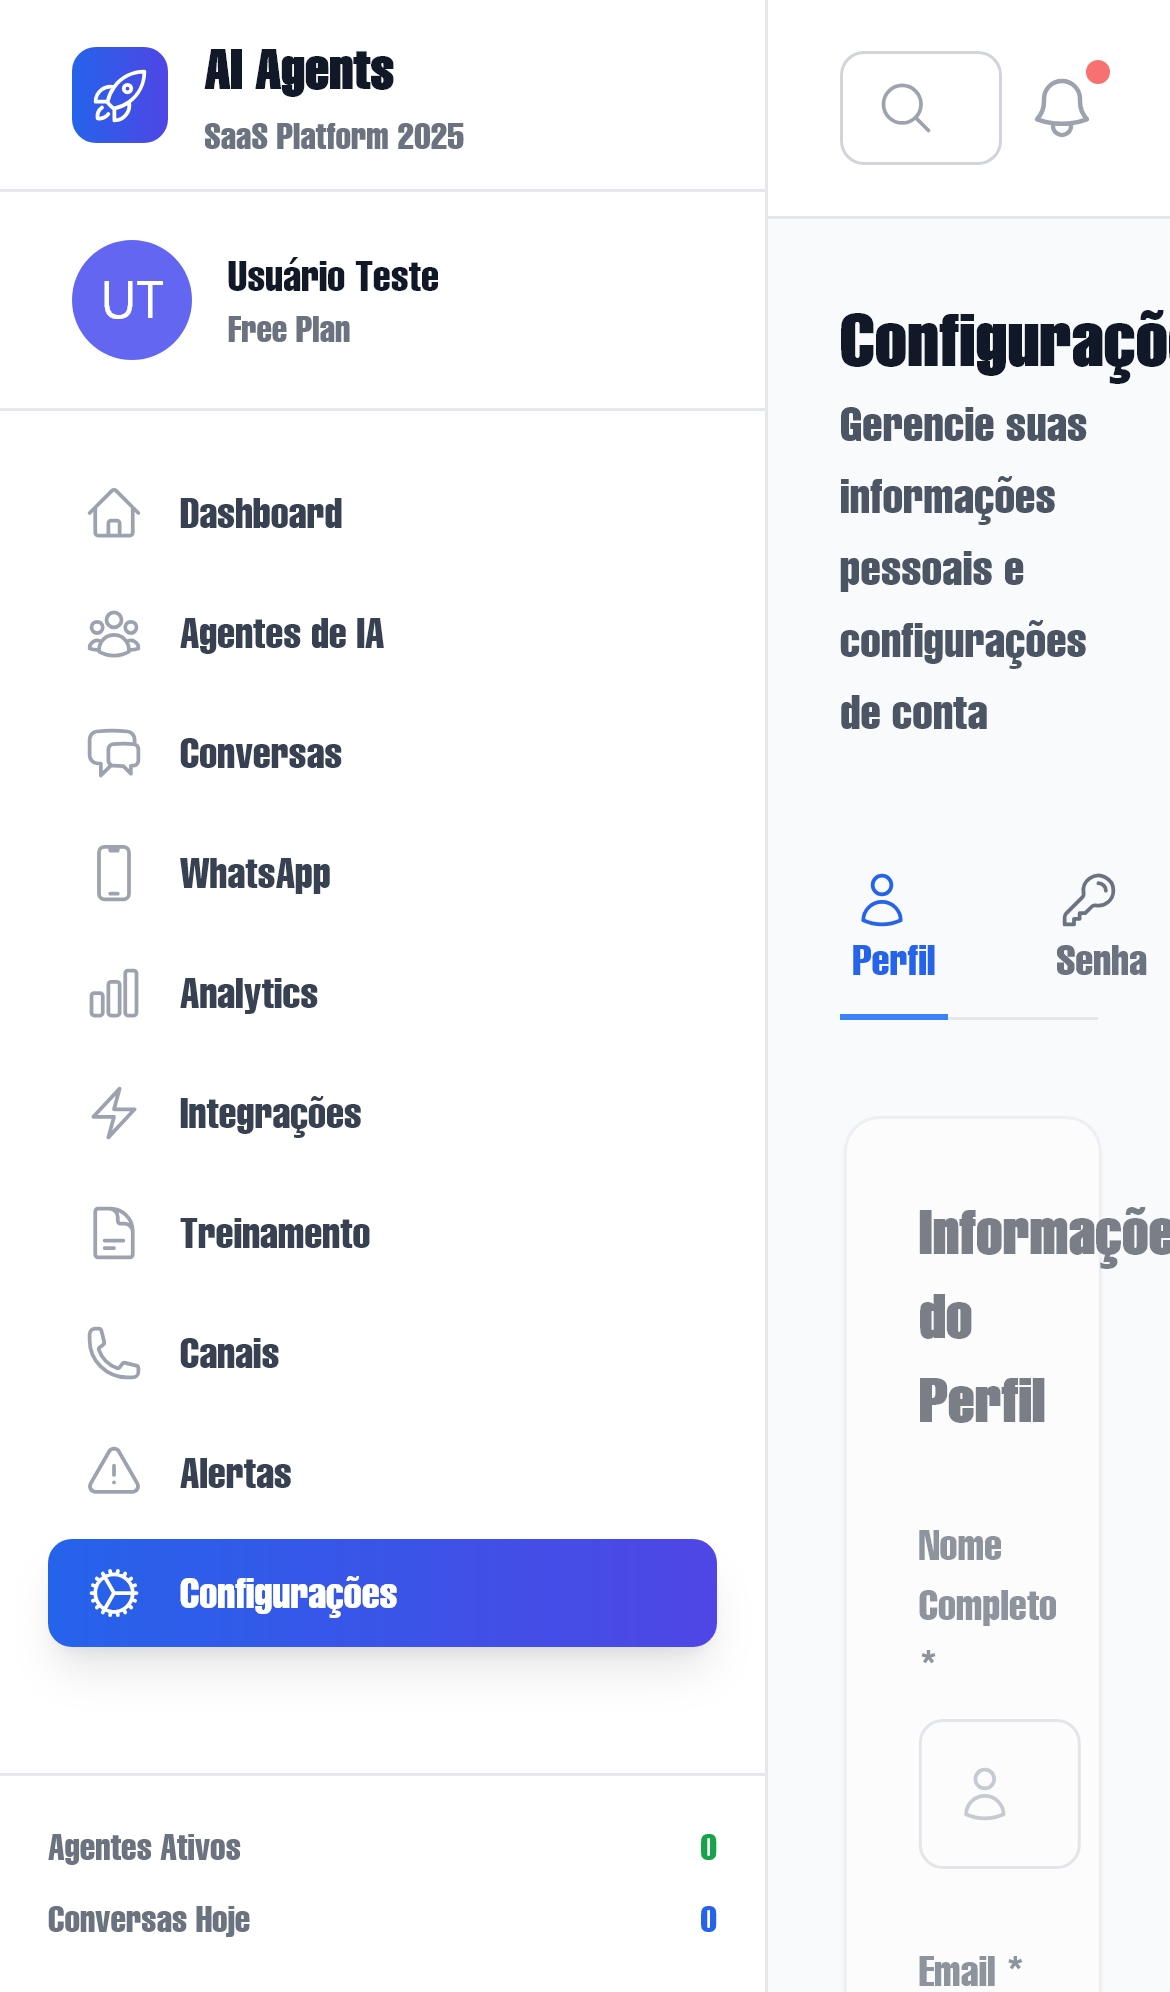 AI Agents
SaaS Platform 2025
UT
Usuário Teste
Free Plan
Dashboard
Agentes de IA
Conversas
WhatsApp
Analytics
Integrações
Treinamento
Canais
Alertas
Configurações
Agentes Ativos 0
Conversas Hoje 0
Configuraçõ
Gerencie suas
informações
pessoais e
configurações
de conta
Perfil Senha
Informaçõe
do
Perfil
Nome
Completo
*
Email *